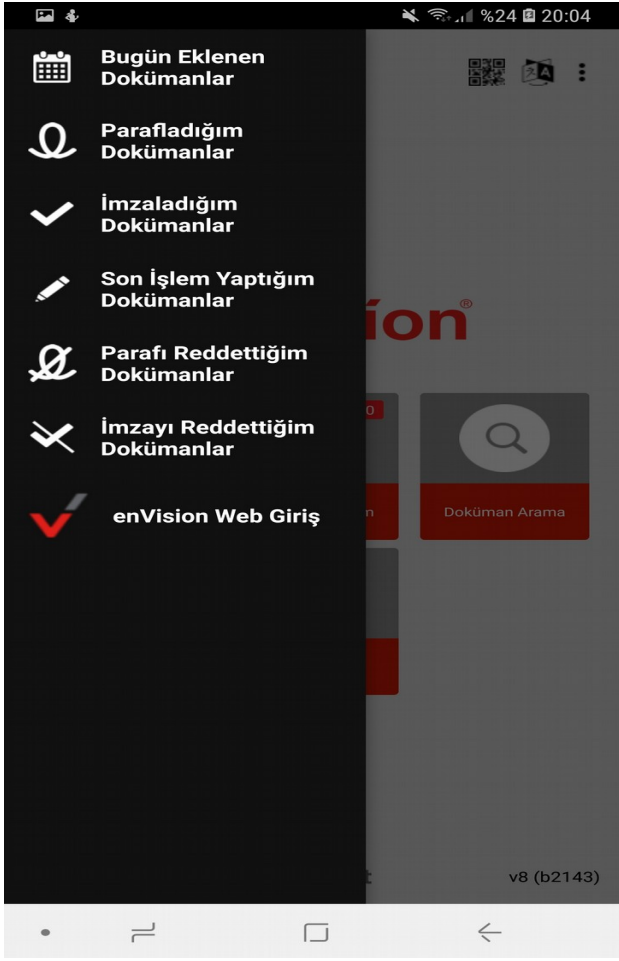 %24 20:04
Bugün Eklenen
Dokümanlar
Parafladığım
Dokümanlar
İmzaladığım
Dokümanlar
Son İşlem Yaptığım
Dokümanlar
Parafı Reddettiğim
Dokümanlar
İmzayı Reddettiğim
Dokümanlar
enVision Web Giriş
Doküman Arama
v8 (b2143)